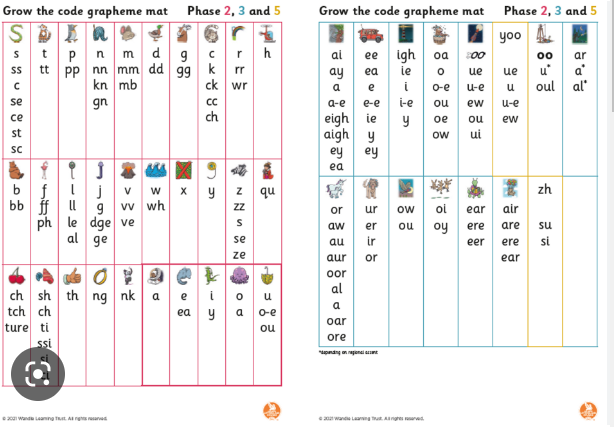 Grow the code grapheme mat Phase 2, 3 and 5
s t p n m d g c r h
ss tt pp nn mm dd gg k rr
c kn mb ck wr
se gn cc
ce ch
st
sc
b f l j v w x y z qu
bb ff ll g vv wh zz
ph le dge ve s
al ge se
ze
ch sh th ng nk a e i o u
tch ch ea y a o-e
ture ti ou
ssi
si
© 2021 Wandle Learning Trust. All rights reserved.
Grow the code grapheme mat Phase 2, 3 and 5
yoo
ai ee igh oa oo oo ar
ay ea ie o ue ue u* a*
a e i o-e u-e u oul al*
a-e e-e i-e ou ew u-e
eigh ie y oe ou ew
aigh y ow ui
ey ey
ea
zh
or ur ow oi ear air
aw er ou oy ere are su
au ir eer ere si
aur or ear
oor
al
a
oar
ore
*depending on regional accent
© 2021 Wandle Learning Trust. All rights reserved.